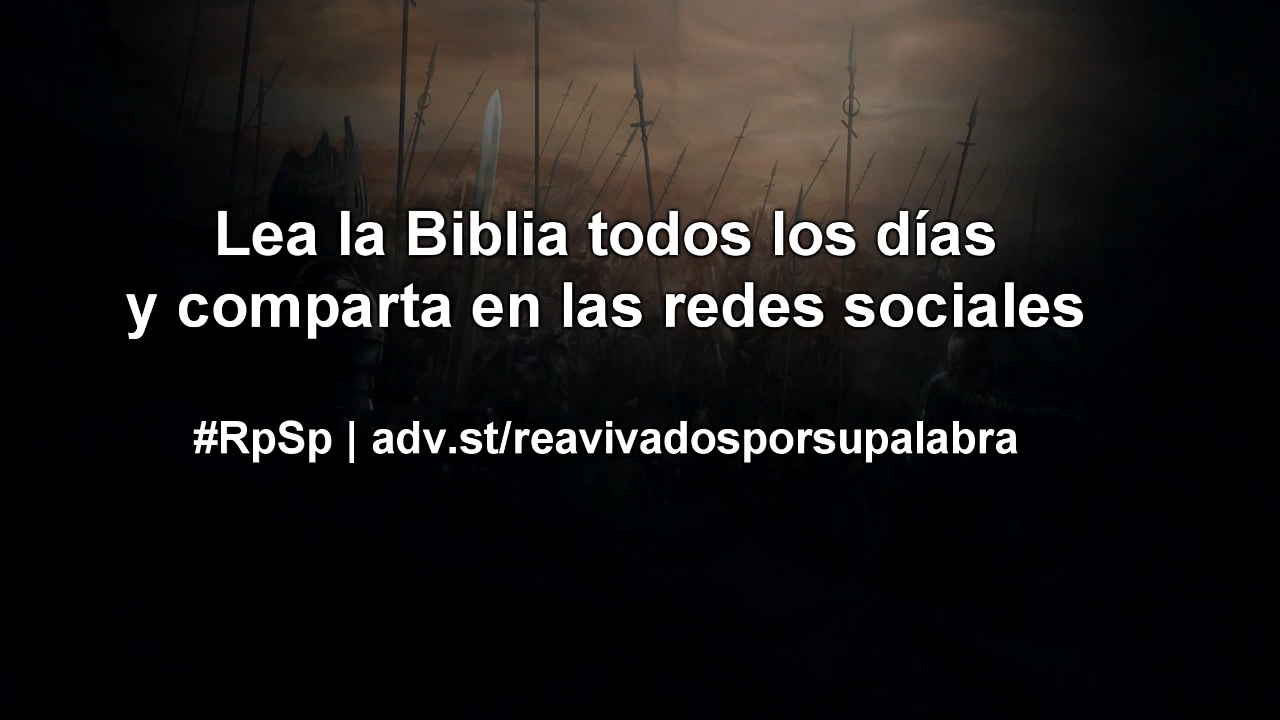 Lea la Biblia todos los días
y comparta en las redes sociales
#RpSp | adv.st/reavivadosporsupalabra